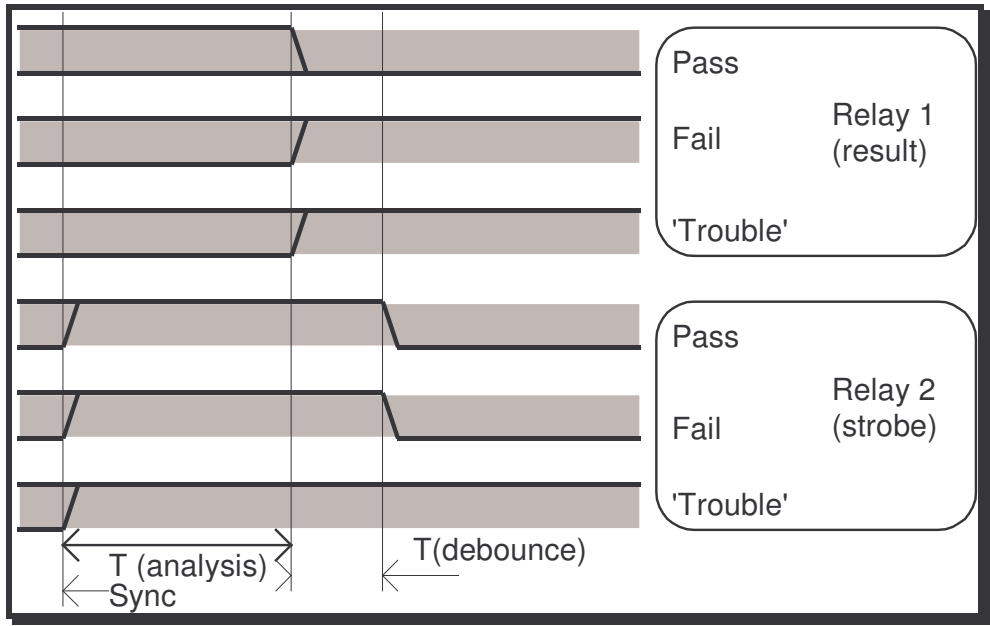 Pass
Fail
Relay 1
(result)
'Trouble'
Pass
Fail
Relay 2
(strobe)
'Trouble'
T (analysis)
T(debounce)
Sync